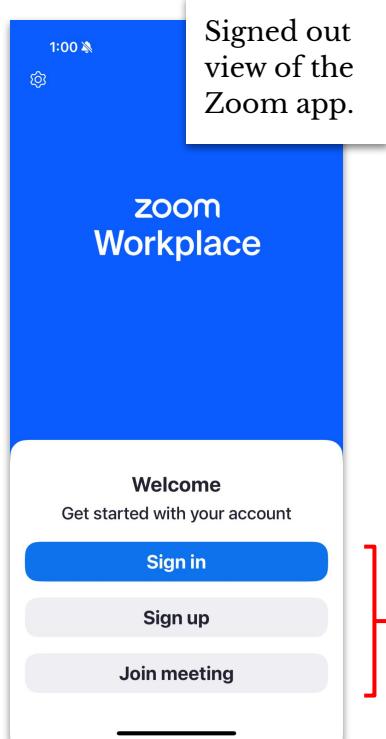 Signed out
view of the
Zoom app.
1:00
zoom
Workplace
Welcome
Get started with your account
Sign in
Sign up
Join meeting